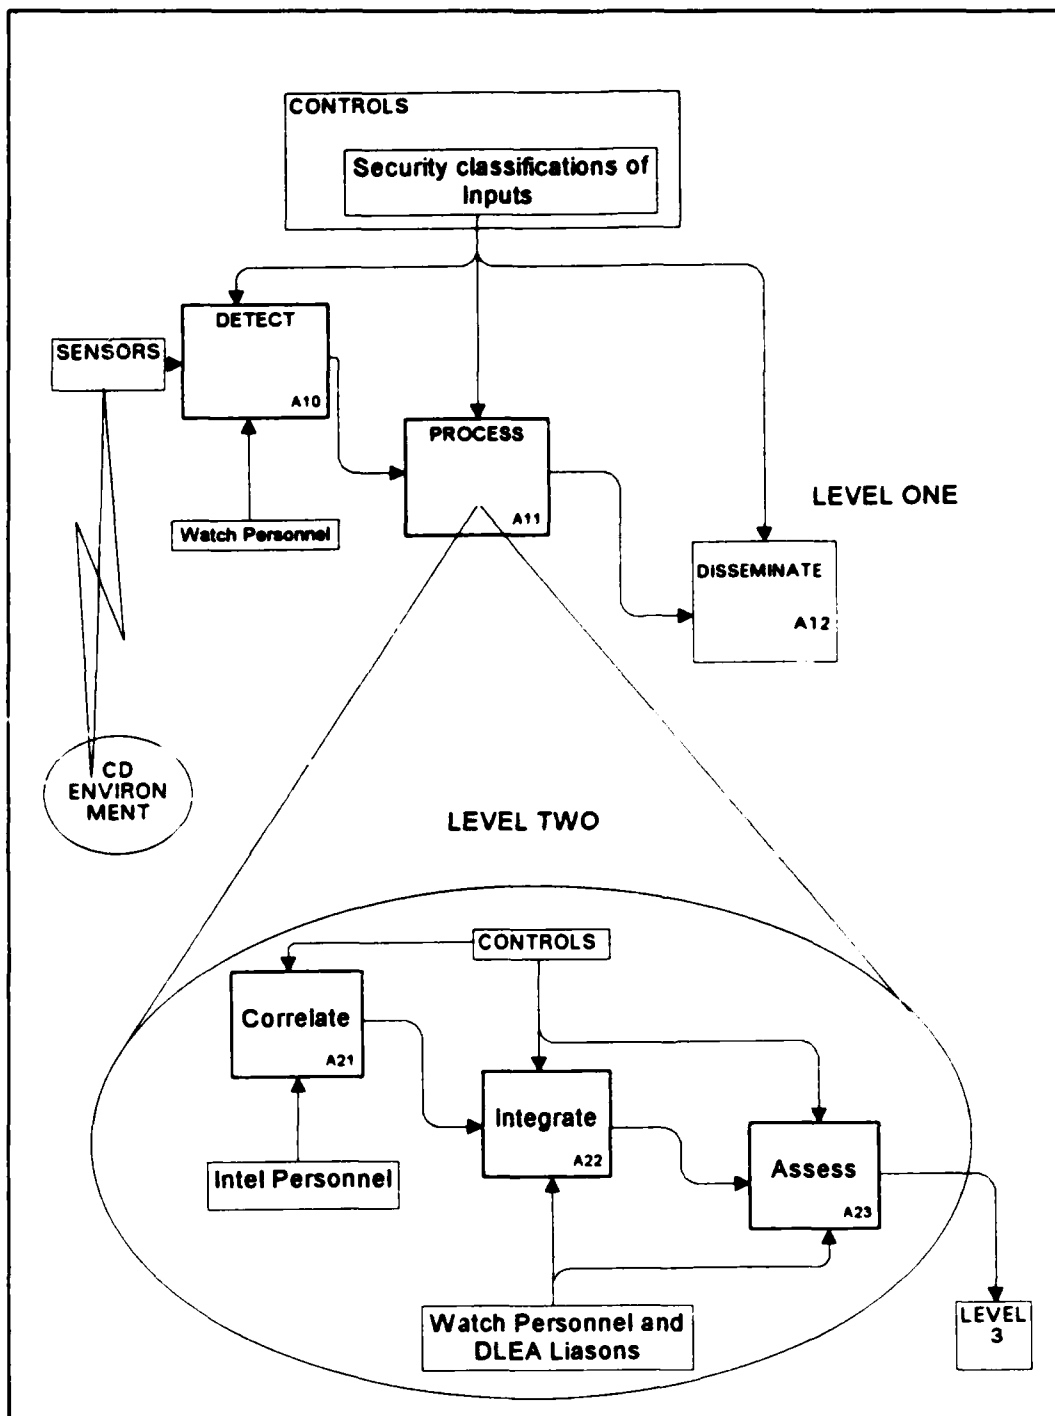 CONTROLS
Security classifications of
Inputs
DETECT
A10
SENSORS
PROCESS
A11
Watch Personnel
LEVEL ONE
DISSEMINATE
A12
CD
ENVIRON
MENT
LEVEL TWO
CONTROLS
Correlate
A21
Integrate
A22
Intel Personnel
Assess
A23
Watch Personnel and
DLEA Liasons
LEVEL
3